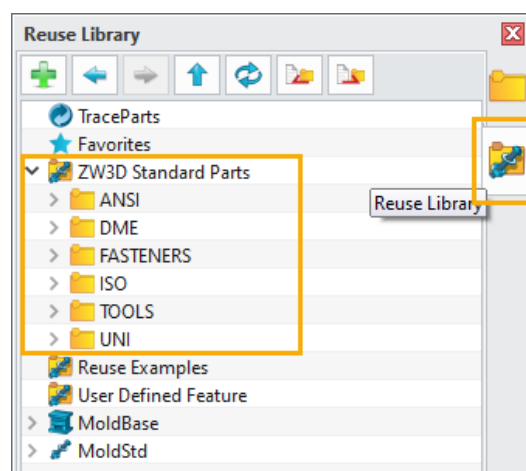 Reuse Library
TraceParts
Favorites
ZW3D Standard Parts
ANSI
Reuse Library
DME
FASTENERS
ISO
TOOLS
UNI
Reuse Examples
User Defined Feature
MoldBase
MoldStd